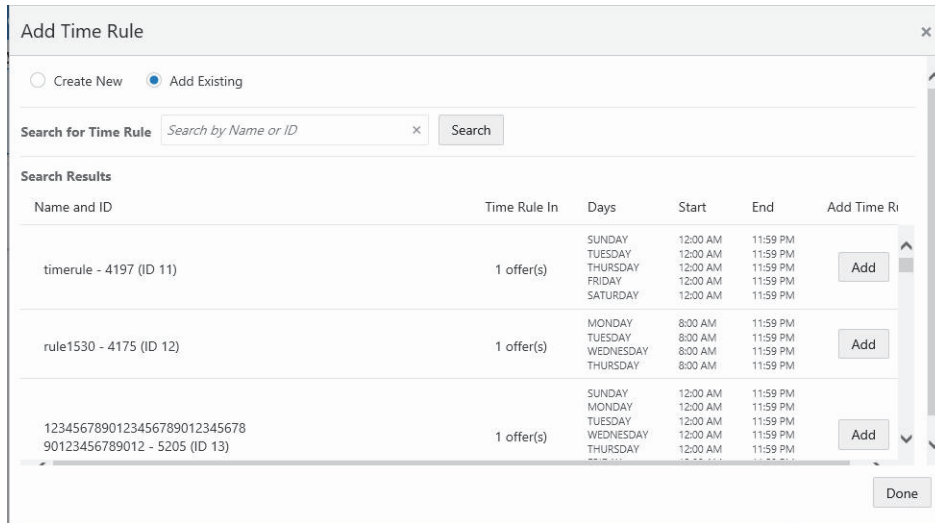 Add Time Rule
Create New Add Existing
Search for Time Rule Search by Name or ID Search
Search Results
Name and ID Time Rule In Days Start End Add Time Ru
timerule - 4197 (ID 11) 1 offer(s) Add
SUNDAY 12:00 AM 11:59 PM
TUESDAY 12:00 AM 11:59 PM
THURSDAY 12:00 AM 11:59 PM
FRIDAY 12:00 AM 11:59 PM
SATURDAY 12:00 AM 11:59 PM
rule1530 - 4175 (ID 12) 1 offer(s) Add
MONDAY 8:00 AM 11:59 PM
TUESDAY 8:00 AM 11:59 PM
WEDNESDAY 8:00 AM 11:59 PM
THURSDAY 8:00 AM 11:59 PM
1234567890123456789012345678
90123456789012 - 5205 (ID 13) 1 offer(s) Add
SUNDAY 12:00 AM 11:59 PM
MONDAY 12:00 AM 11:59 PM
TUESDAY 12:00 AM 11:59 PM
WEDNESDAY 12:00 AM 11:59 PM
THURSDAY 12:00 AM 11:59 PM
Done